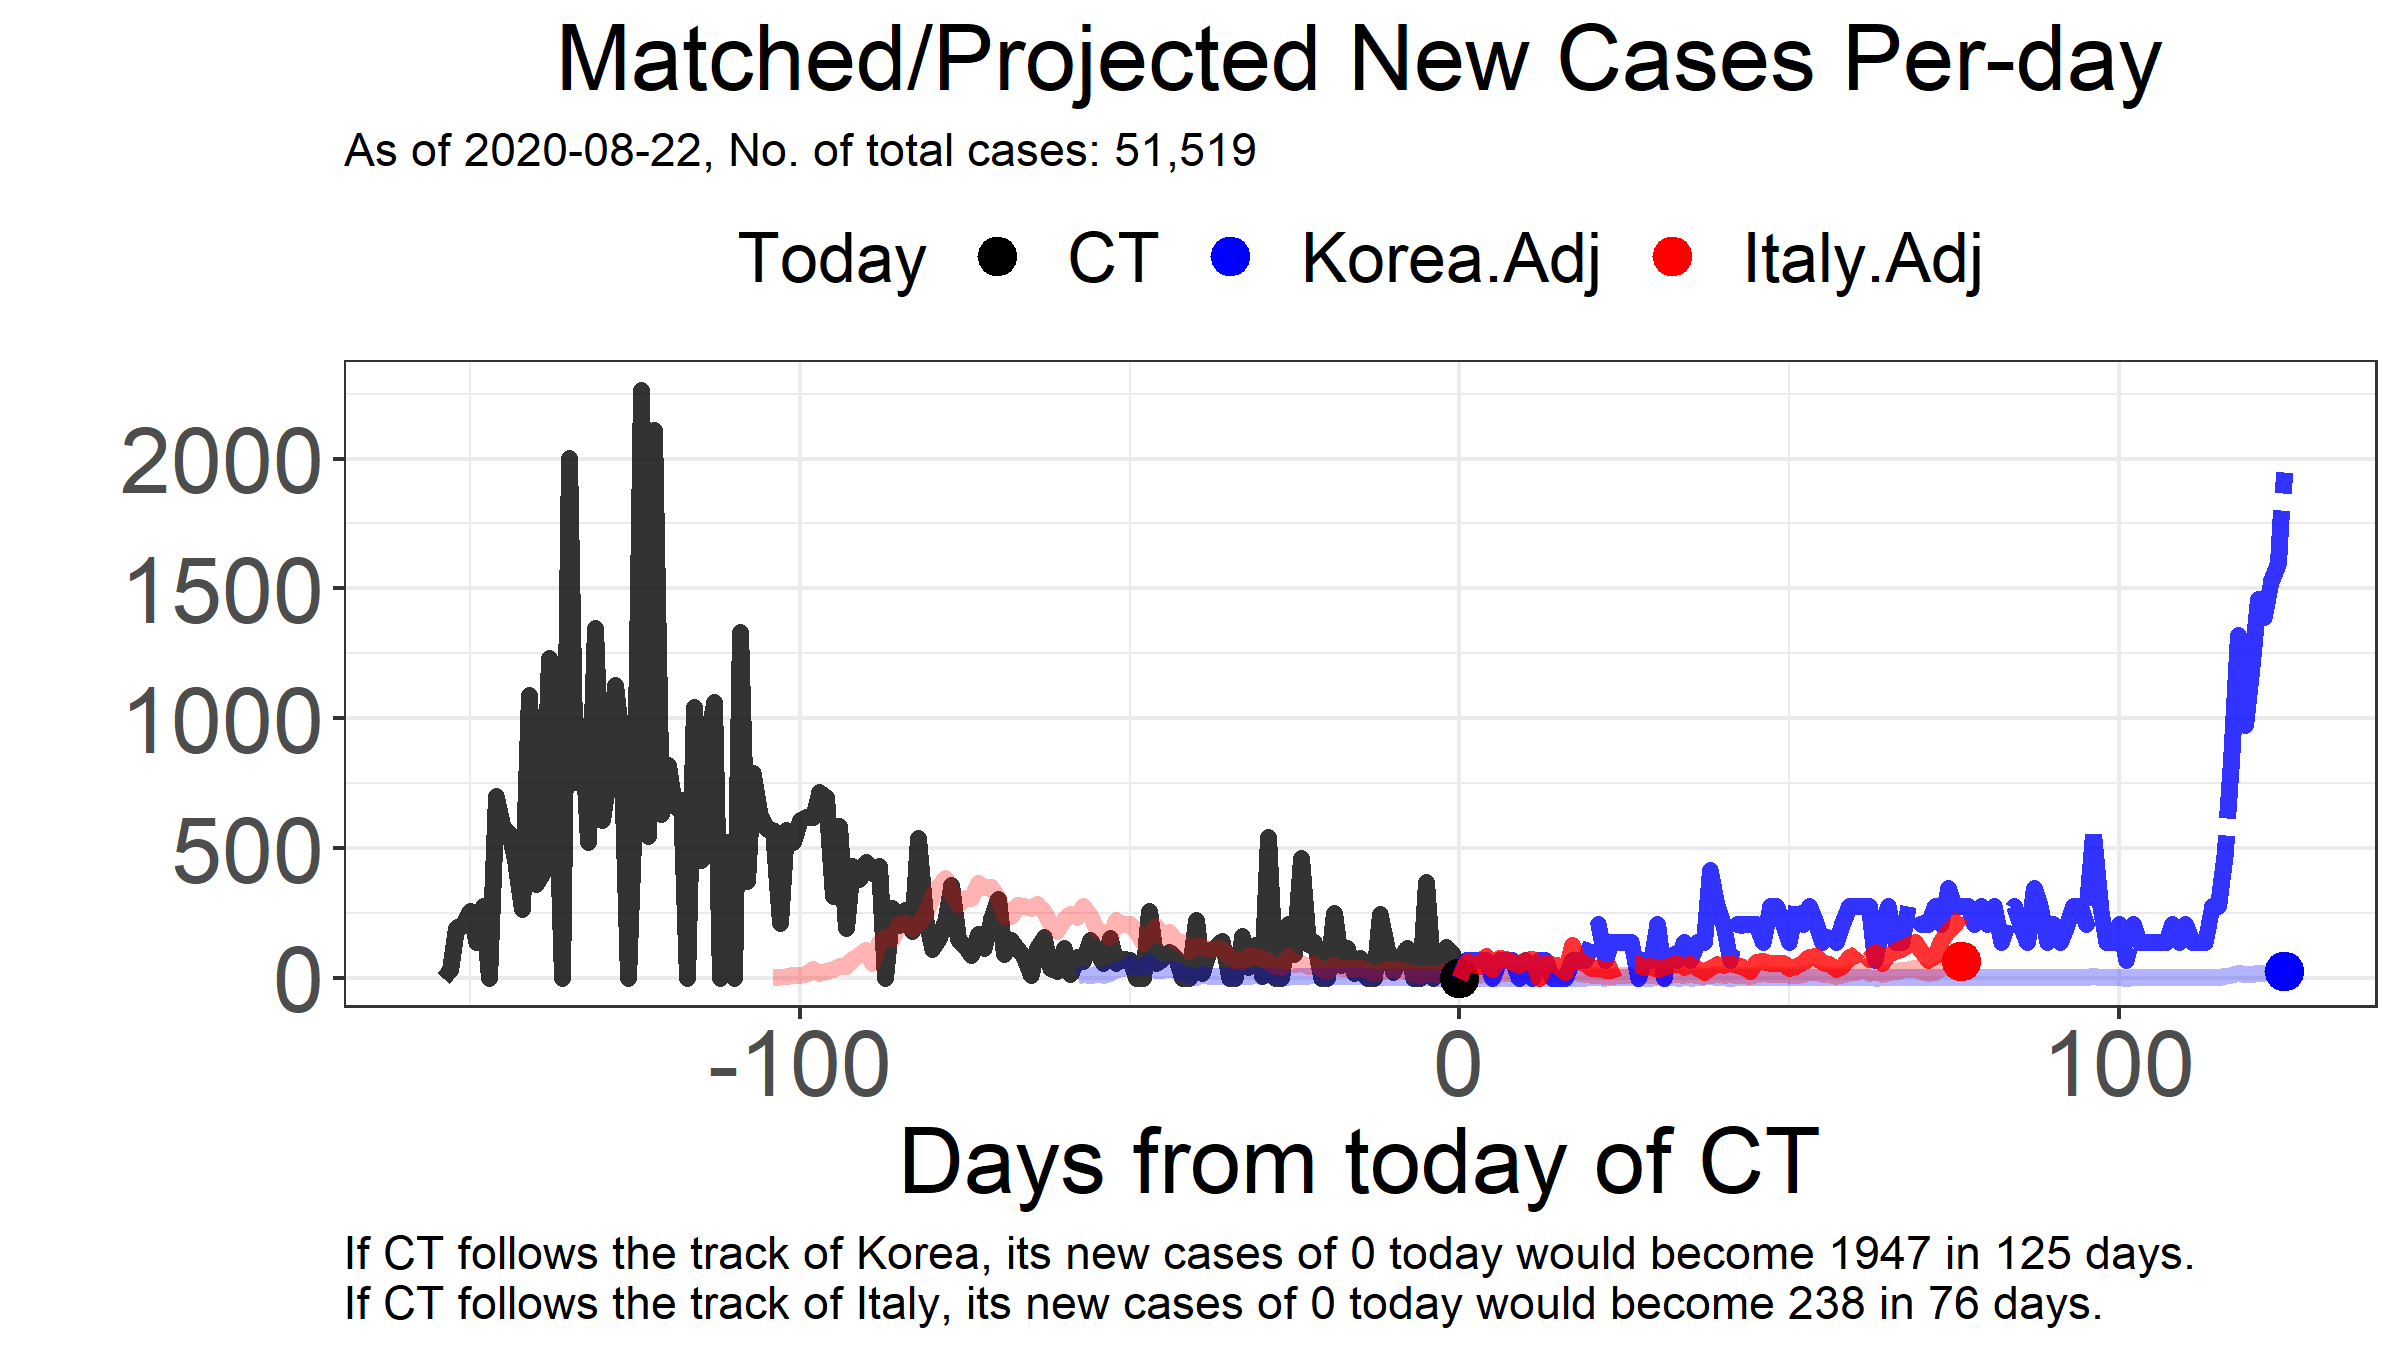 Matched/Projected New Cases Per-day
As of 2020-08-22, No. of total cases: 51,519
Today CT Korea.Adj Italy.Adj
2000
1500
1000
500
0
-100 0 100
Days from today of CT
If CT follows the track of Korea, its new cases of 0 today would become 1947 in 125 days.
If CT follows the track of Italy, its new cases of 0 today would become 238 in 76 days.